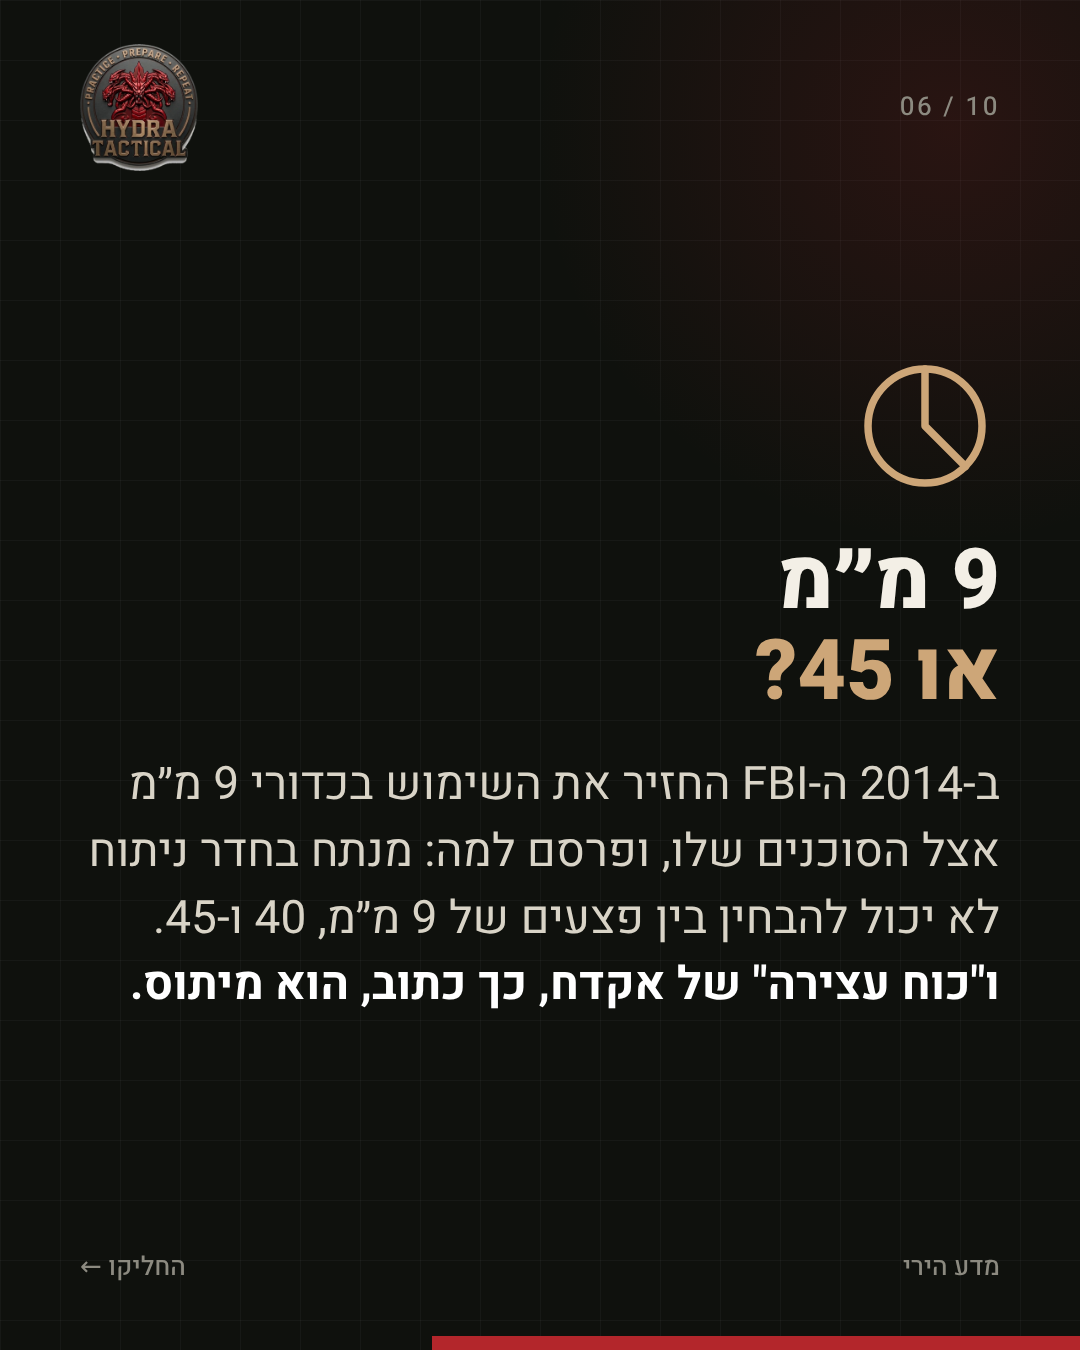 PRACTICE · PREPARE · REPEAT
HYDRA
TACTICAL
06 / 10
9 מ״מ
או 45?
ב-2014 ה-FBI החזיר את השימוש בכדורי 9 מ״מ
אצל הסוכנים שלו, ופרסם למה: מנתח בחדר ניתוח
לא יכול להבחין בין פצעים של 9 מ״מ, 40 ו-45.
ו"כוח עצירה" של אקדח, כך כתוב, הוא מיתוס.
מדע הירי
החליקו ←